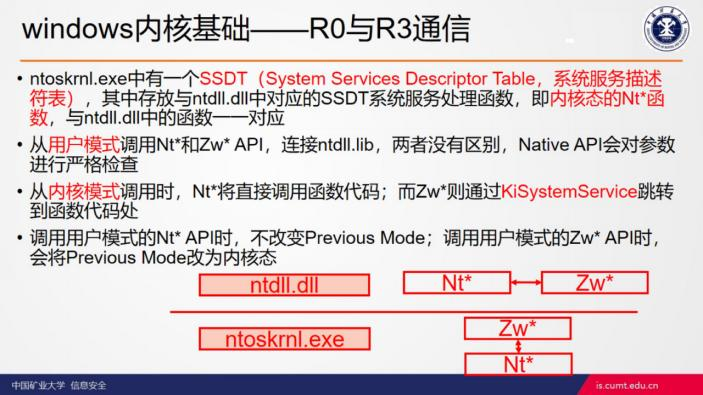 windows内核基础——R0与R3通信
• ntoskrnl.exe中有一个SSDT（System Services Descriptor Table，系统服务描述
符表），其中存放与ntdll.dll中对应的SSDT系统服务处理函数，即内核态的Nt*函
数，与ntdll.dll中的函数一一对应
• 从用户模式调用Nt*和Zw* API，连接ntdll.lib，两者没有区别，Native API会对参数
进行严格检查
• 从内核模式调用时，Nt*将直接调用函数代码；而Zw*则通过KiSystemService跳转
到函数代码处
• 调用用户模式的Nt* API时，不改变Previous Mode；调用用户模式的Zw* API时，
会将Previous Mode改为内核态
ntdll.dll
Nt*
Zw*
ntoskrnl.exe
Zw*
Nt*
中国矿业大学 信息安全
is.cumt.edu.cn